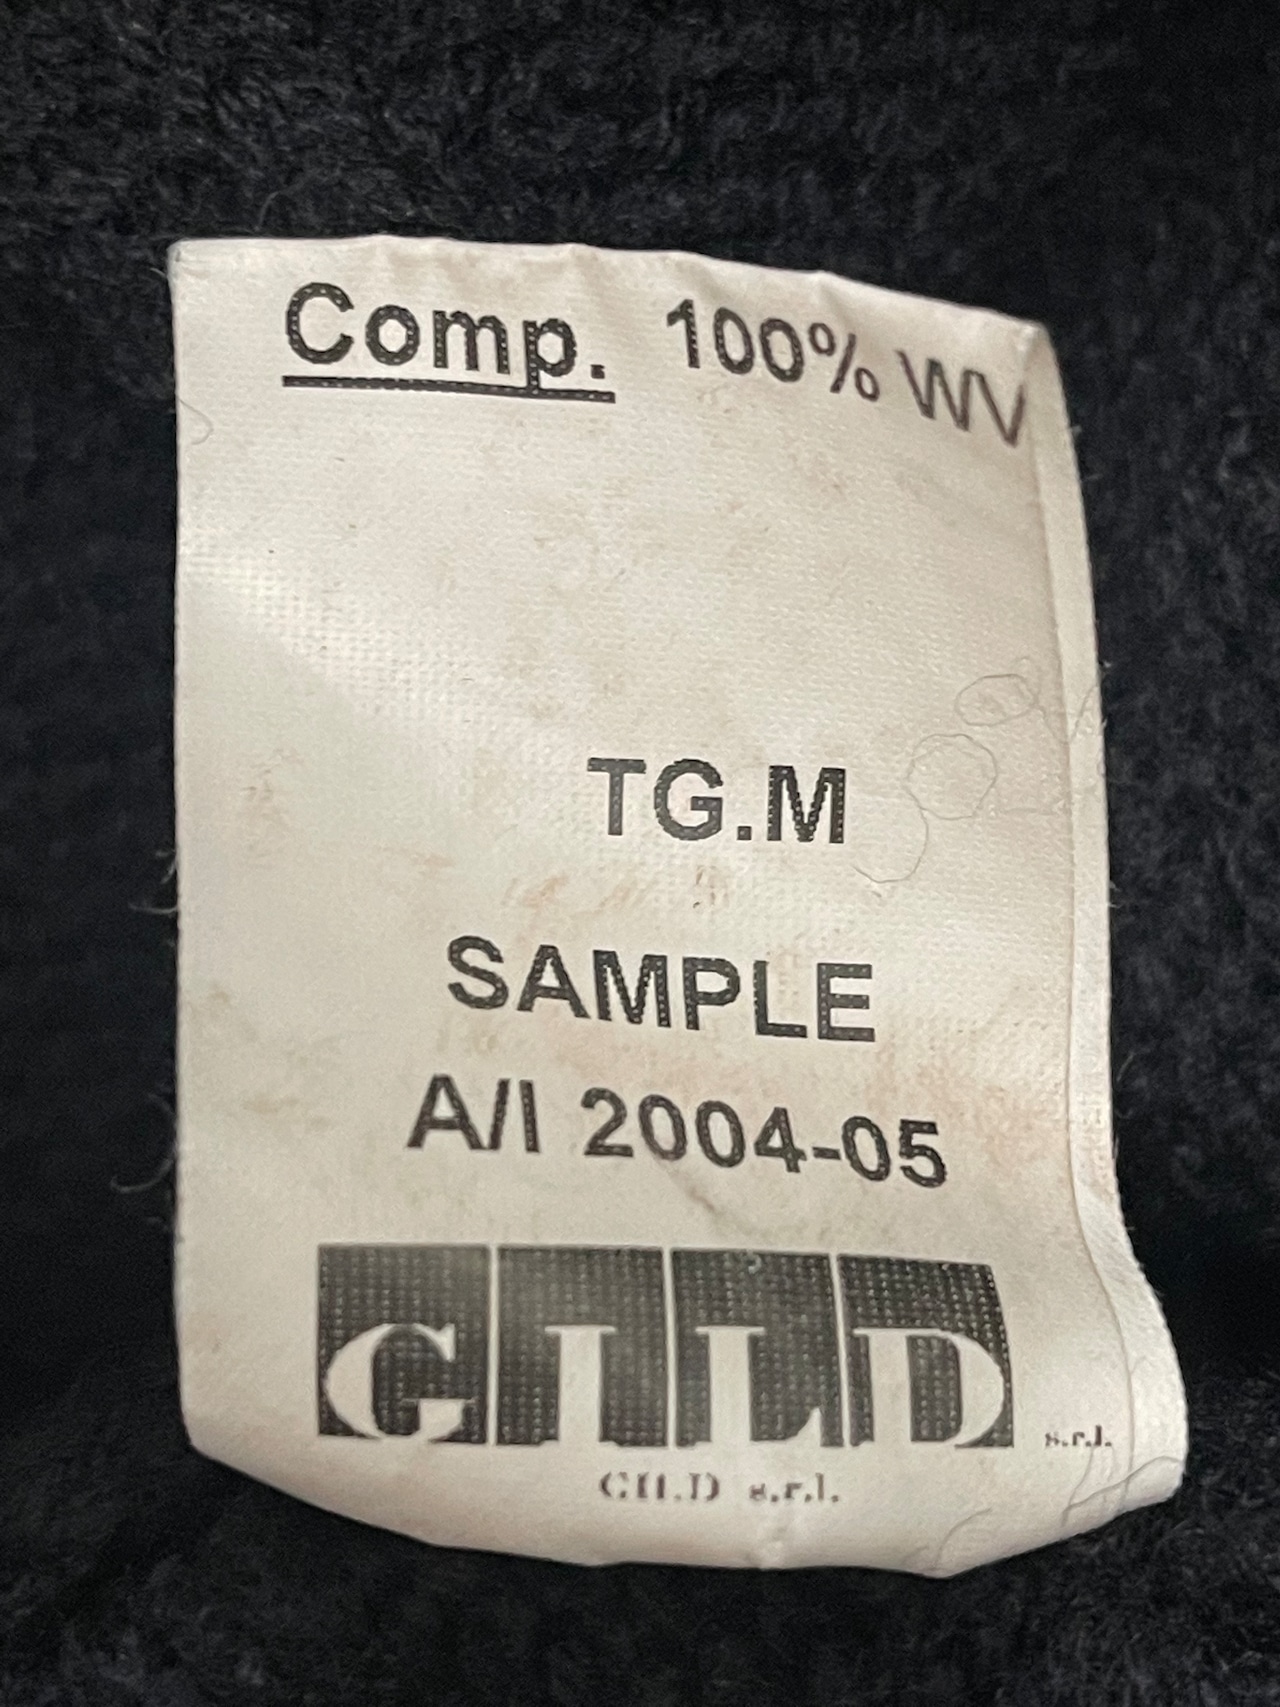 Comp. 100% WV
TG.M
SAMPLE
A/I 2004-05
GILD s.r.l.
GILD s.r.l.